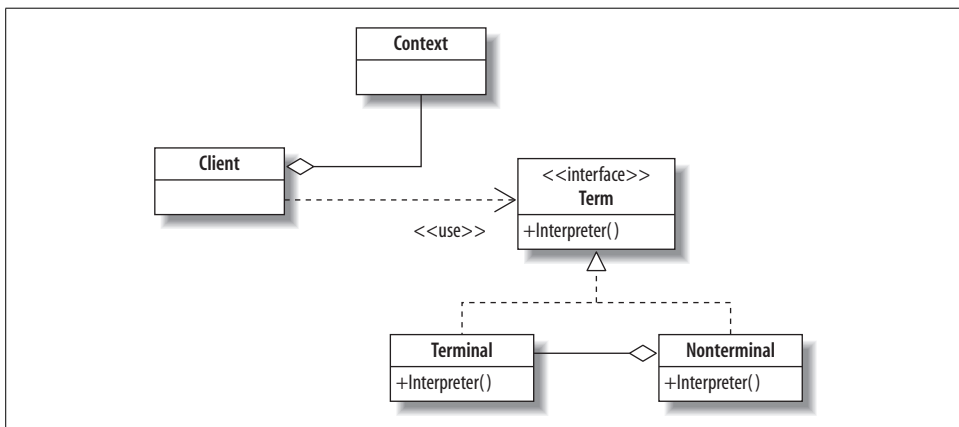 Context
Client
<<interface>>
Term
+Interpreter()
<<use>>
Terminal
+Interpreter()
Nonterminal
+Interpreter()